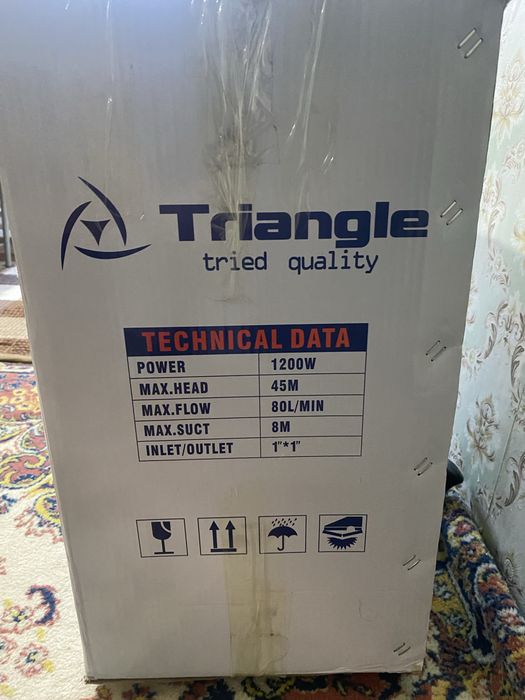 Triangle
tried quality
TECHNICAL DATA
POWER 1200W
MAX.HEAD 45M
MAX.FLOW 80L/MIN
MAX.SUCT 8M
INLET/OUTLET 1"*1"